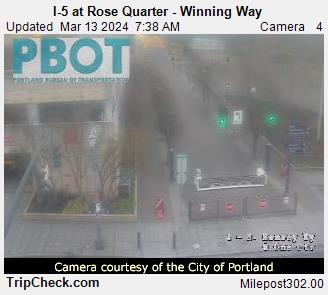 I-5 at Rose Quarter - Winning Way
Updated Mar 13 2024 7:38 AM Camera 4
PBOT
PORTLAND BUREAU OF TRANSPORTATION
Camera courtesy of the City of Portland
TripCheck.com Milepost302.00